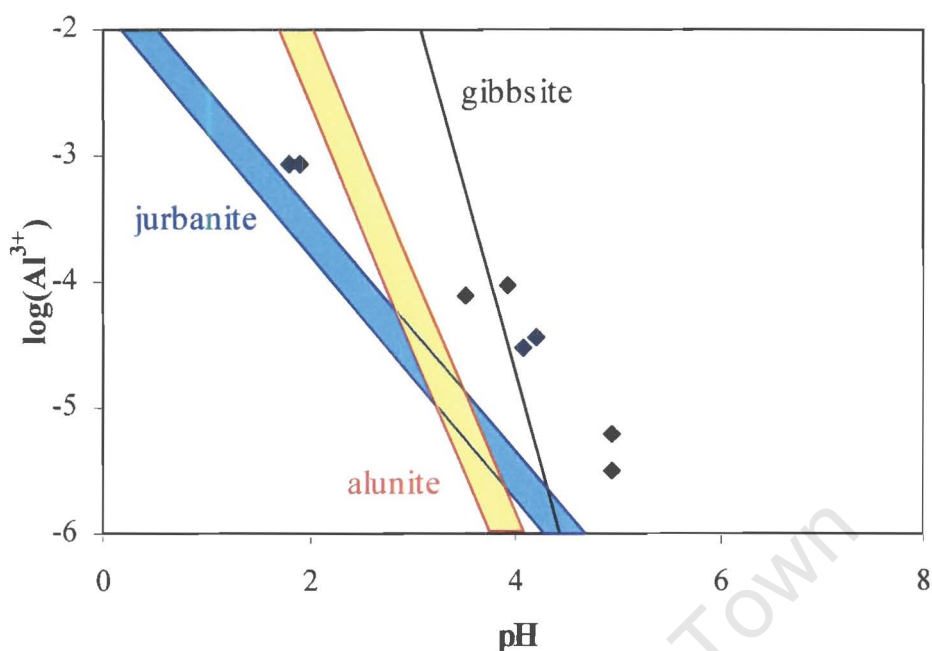 -2
gibbsite
-3
jurbanite
log(Al³⁺)
-4
-5
alunite
-6
0 2 4 6 8
pH
Town